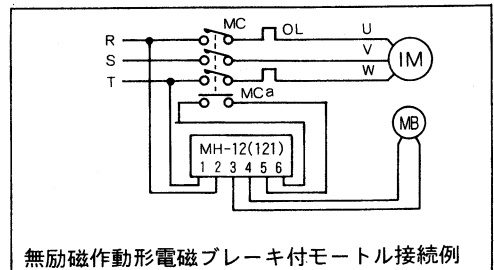 MC
OL
U
R
S
V
IM
T
W
MCa
MB
MH-12(121)
1 2 3 4 5 6
無励磁作動形電磁ブレーキ付モートル接続例